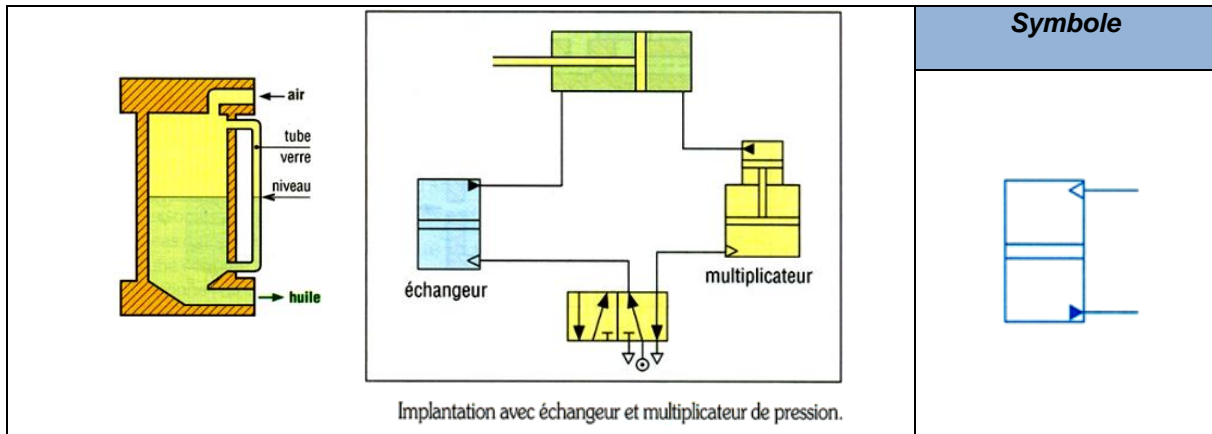 Symbole
air
tube
verre
niveau
huile
échangeur
multiplicateur
Implantation avec échangeur et multiplicateur de pression.